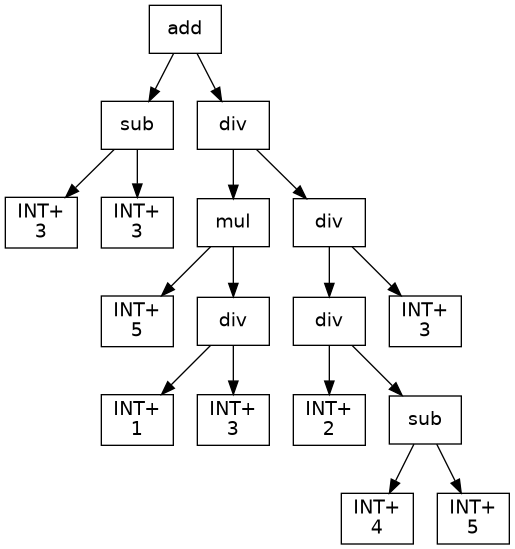 add
sub
div
INT+
3
INT+
3
mul
div
INT+
5
div
div
INT+
3
INT+
1
INT+
3
INT+
2
sub
INT+
4
INT+
5